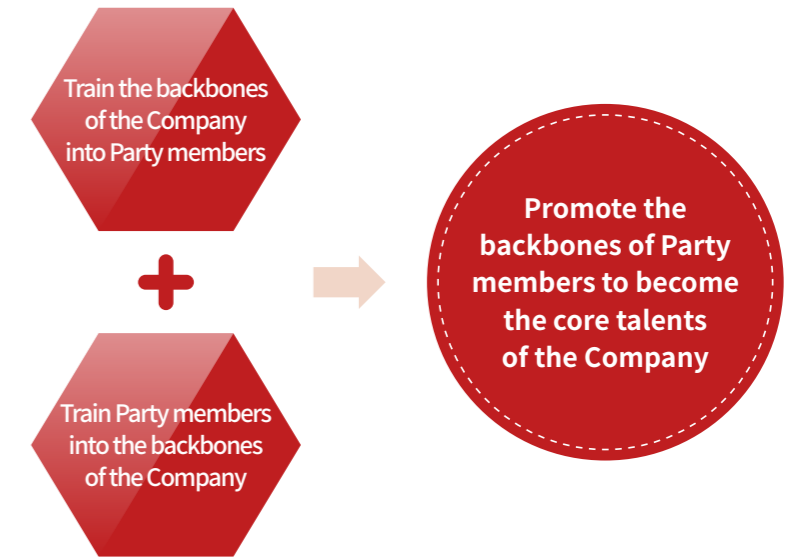 Train the backbones
of the Company
into Party members
Train Party members
into the backbones
of the Company
Promote the
backbones of Party
members to become
the core talents
of the Company